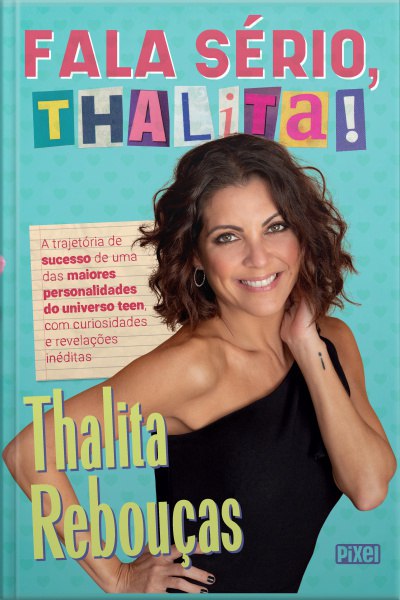 FALA SÉRIO,
THALiTa!
A trajetória de
sucesso de uma
das maiores
personalidades
do universo teen,
com curiosidades
e revelações
inéditas
Thalita
Rebouças
PixEl